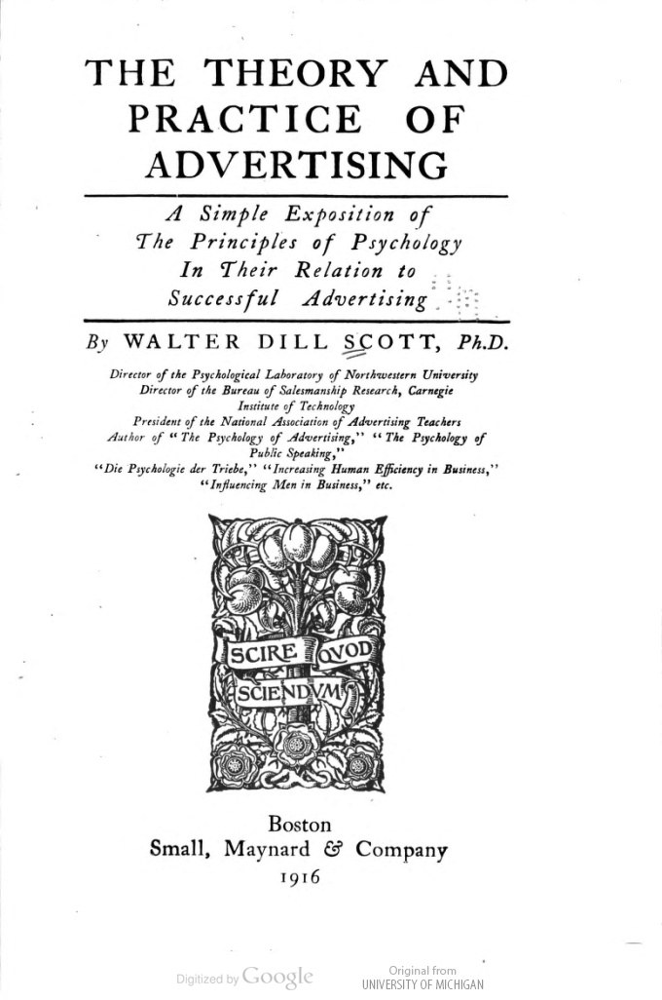 THE THEORY AND
PRACTICE OF
ADVERTISING
A Simple Exposition of
The Principles of Psychology
In Their Relation to
Successful Advertising
By WALTER DILL SCOTT, Ph.D.
Director of the Psychological Laboratory of Northwestern University
Director of the Bureau of Salesmanship Research, Carnegie
Institute of Technology
President of the National Association of Advertising Teachers
Author of “The Psychology of Advertising,” “The Psychology of
Public Speaking,”
“Die Psychologie der Triebe,” “Increasing Human Efficiency in Business,”
“Influencing Men in Business,” etc.
SCIRE QVOD
SCIENDVM
Boston
Small, Maynard & Company
1916
Digitized by Google
Original from
UNIVERSITY OF MICHIGAN